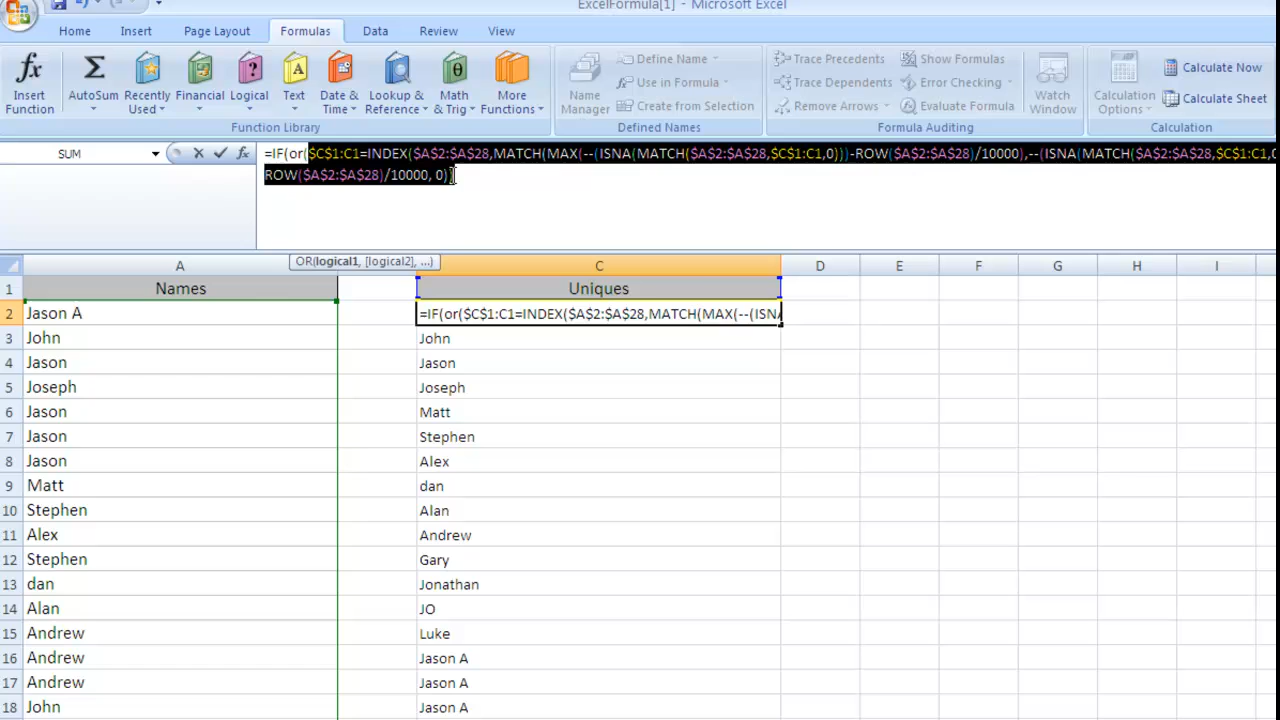 ExcelFormula[1] - Microsoft Excel
Home Insert Page Layout Formulas Data Review View
fx Σ A ? θ
Insert Function
AutoSum
Recently Used
Financial
Logical
Text
Date & Time
Lookup & Reference
Math & Trig
More Functions
Function Library
Name Manager
Define Name
Use in Formula
Create from Selection
Defined Names
Trace Precedents
Trace Dependents
Remove Arrows
Show Formulas
Error Checking
Evaluate Formula
Watch Window
Formula Auditing
Calculation Options
Calculate Now
Calculate Sheet
Calculation
SUM fx =IF(or($C$1:C1=INDEX($A$2:$A$28,MATCH(MAX(--(ISNA(MATCH($A$2:$A$28,$C$1:C1,0)))-ROW($A$2:$A$28)/10000),--(ISNA(MATCH($A$2:$A$28,$C$1:C1,0
ROW($A$2:$A$28)/10000, 0))
OR(logical1, [logical2], ...)
A C D E F G H I
1 Names Uniques
2 Jason A =IF(or($C$1:C1=INDEX($A$2:$A$28,MATCH(MAX(--(ISNA
3 John John
4 Jason Jason
5 Joseph Joseph
6 Jason Matt
7 Jason Stephen
8 Jason Alex
9 Matt dan
10 Stephen Alan
11 Alex Andrew
12 Stephen Gary
13 dan Jonathan
14 Alan JO
15 Andrew Luke
16 Andrew Jason A
17 Andrew Jason A
18 John Jason A